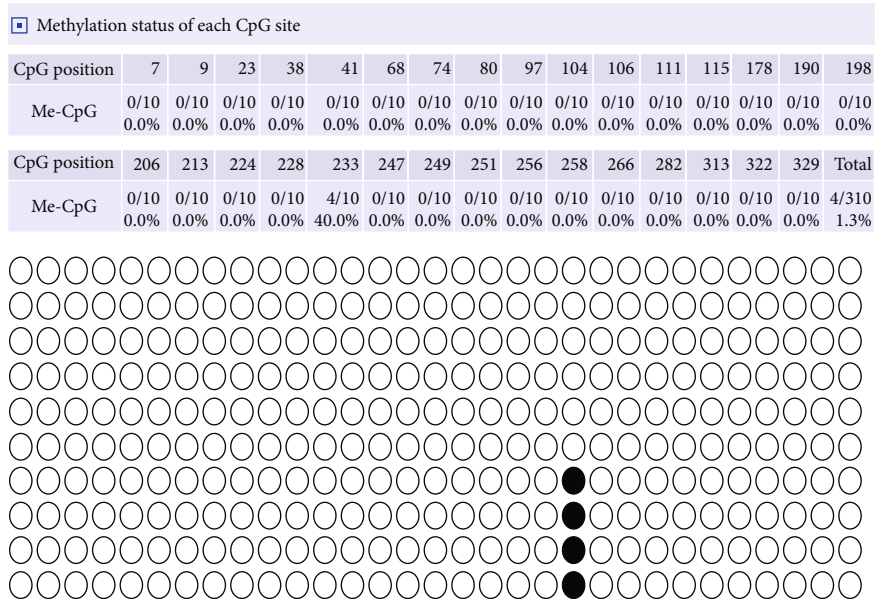 Methylation status of each CpG site
CpG position 7 9 23 38 41 68 74 80 97 104 106 111 115 178 190 198
Me-CpG 0/10 0/10 0/10 0/10 0/10 0/10 0/10 0/10 0/10 0/10 0/10 0/10 0/10 0/10 0/10 0/10
0.0% 0.0% 0.0% 0.0% 0.0% 0.0% 0.0% 0.0% 0.0% 0.0% 0.0% 0.0% 0.0% 0.0% 0.0% 0.0%
CpG position 206 213 224 228 233 247 249 251 256 258 266 282 313 322 329 Total
Me-CpG 0/10 0/10 0/10 0/10 4/10 0/10 0/10 0/10 0/10 0/10 0/10 0/10 0/10 0/10 0/10 4/310
0.0% 0.0% 0.0% 0.0% 40.0% 0.0% 0.0% 0.0% 0.0% 0.0% 0.0% 0.0% 0.0% 0.0% 0.0% 1.3%